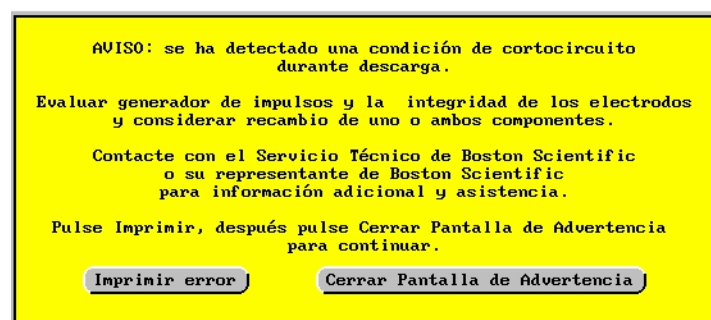 AVISO: se ha detectado una condición de cortocircuito
durante descarga.
Evaluar generador de impulsos y la integridad de los electrodos
y considerar recambio de uno o ambos componentes.
Contacte con el Servicio Técnico de Boston Scientific
o su representante de Boston Scientific
para información adicional y asistencia.
Pulse Imprimir, después pulse Cerrar Pantalla de Advertencia
para continuar.
Imprimir error
Cerrar Pantalla de Advertencia